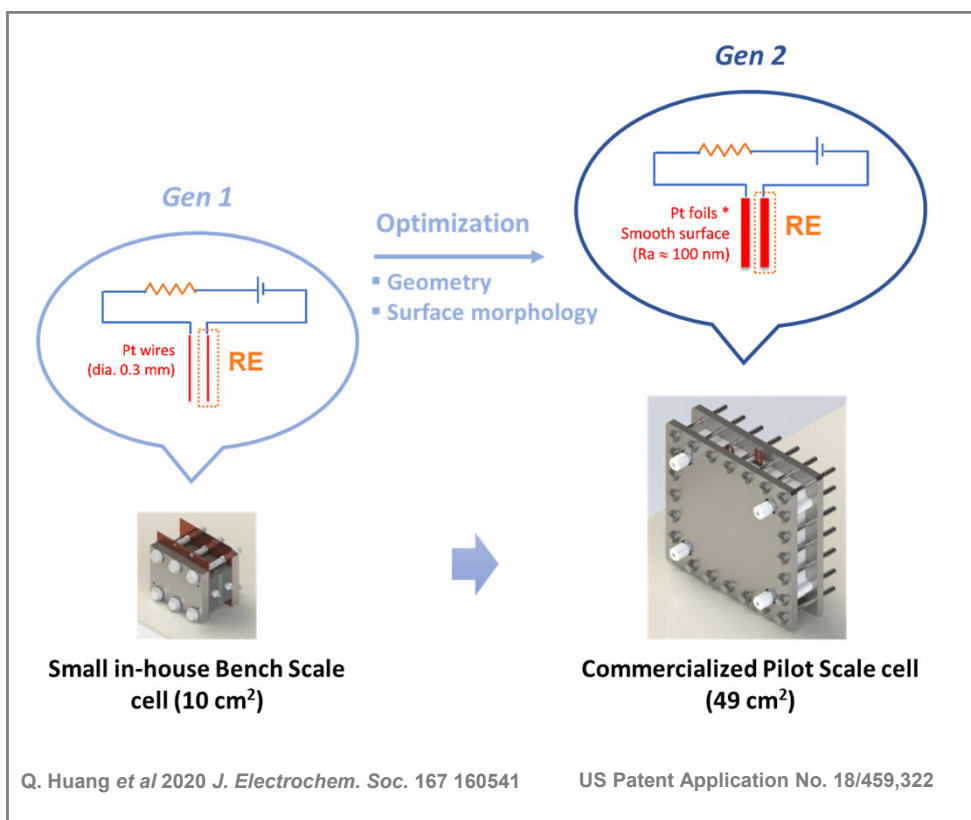 Gen 2
Gen 1
Pt foils *
Smooth surface
(Ra ≈ 100 nm)
RE
Optimization
▪ Geometry
▪ Surface morphology
Pt wires
(dia. 0.3 mm)
RE
Small in-house Bench Scale
cell (10 cm²)
Commercialized Pilot Scale cell
(49 cm²)
Q. Huang et al 2020 J. Electrochem. Soc. 167 160541
US Patent Application No. 18/459,322